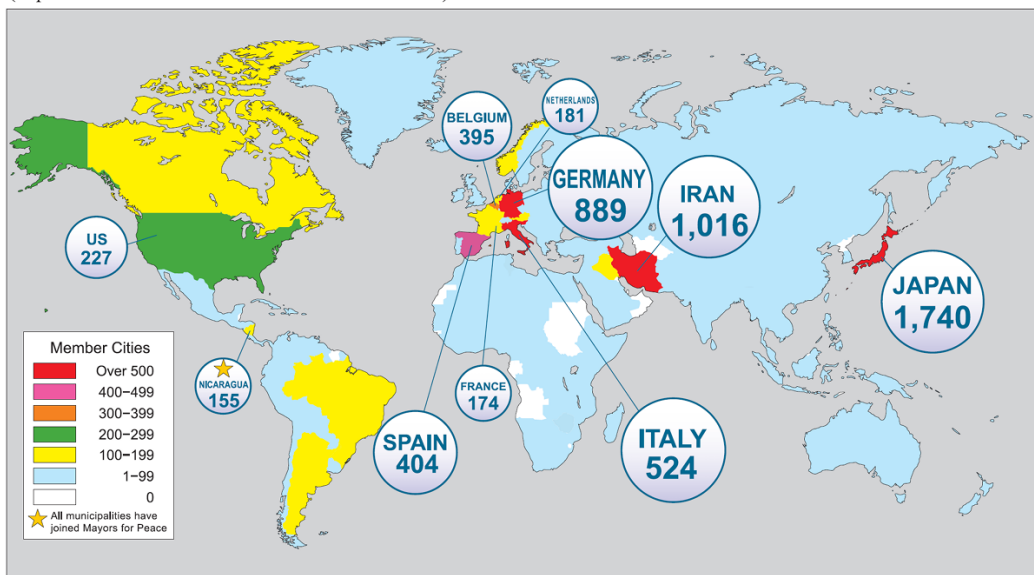 NETHERLANDS
181
BELGIUM
395
GERMANY
889
IRAN
1,016
US
227
JAPAN
1,740
NICARAGUA
155
FRANCE
174
SPAIN
404
ITALY
524
Member Cities
Over 500
400−499
300−399
200−299
100−199
1−99
0
All municipalities have
joined Mayors for Peace